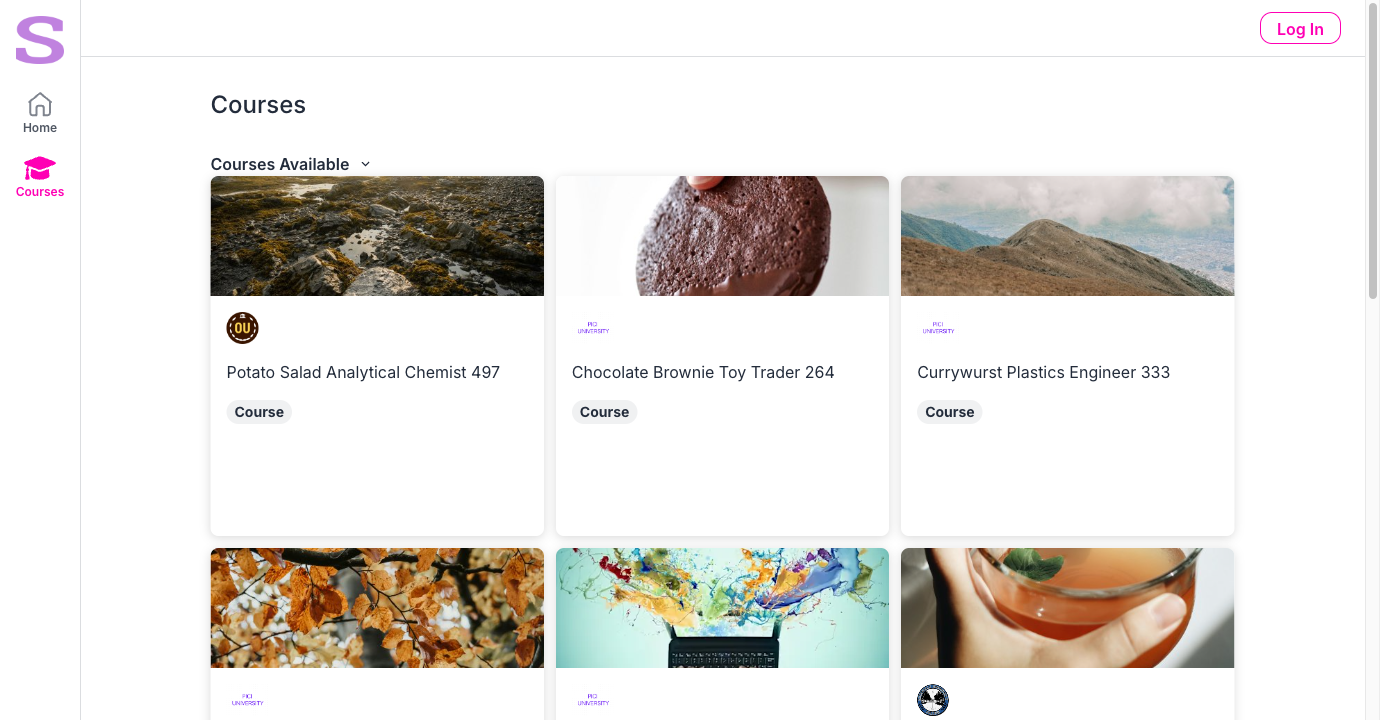 S
Log In
Home
Courses
Courses
Courses Available
OU
PICI
UNIVERSITY
PICI
UNIVERSITY
Potato Salad Analytical Chemist 497
Chocolate Brownie Toy Trader 264
Currywurst Plastics Engineer 333
Course
Course
Course
PICI
UNIVERSITY
PICI
UNIVERSITY